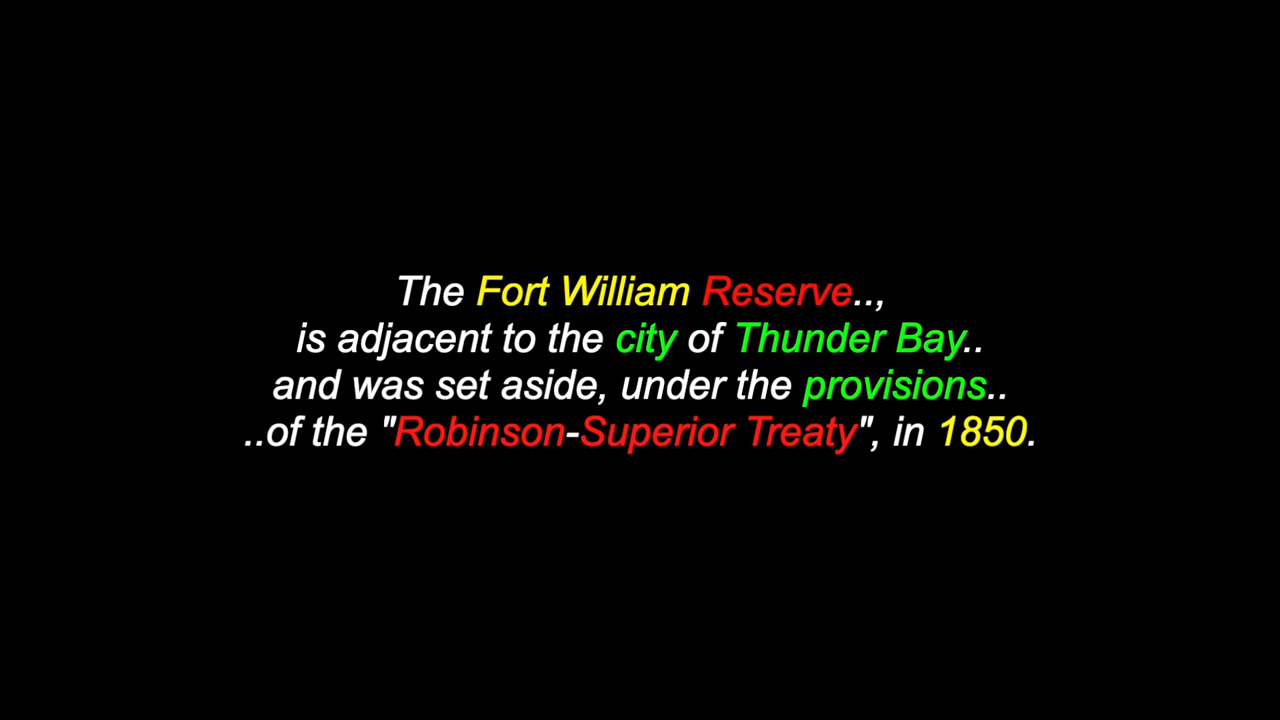 The Fort William Reserve..,
is adjacent to the city of Thunder Bay..
and was set aside, under the provisions..
..of the "Robinson-Superior Treaty", in 1850.